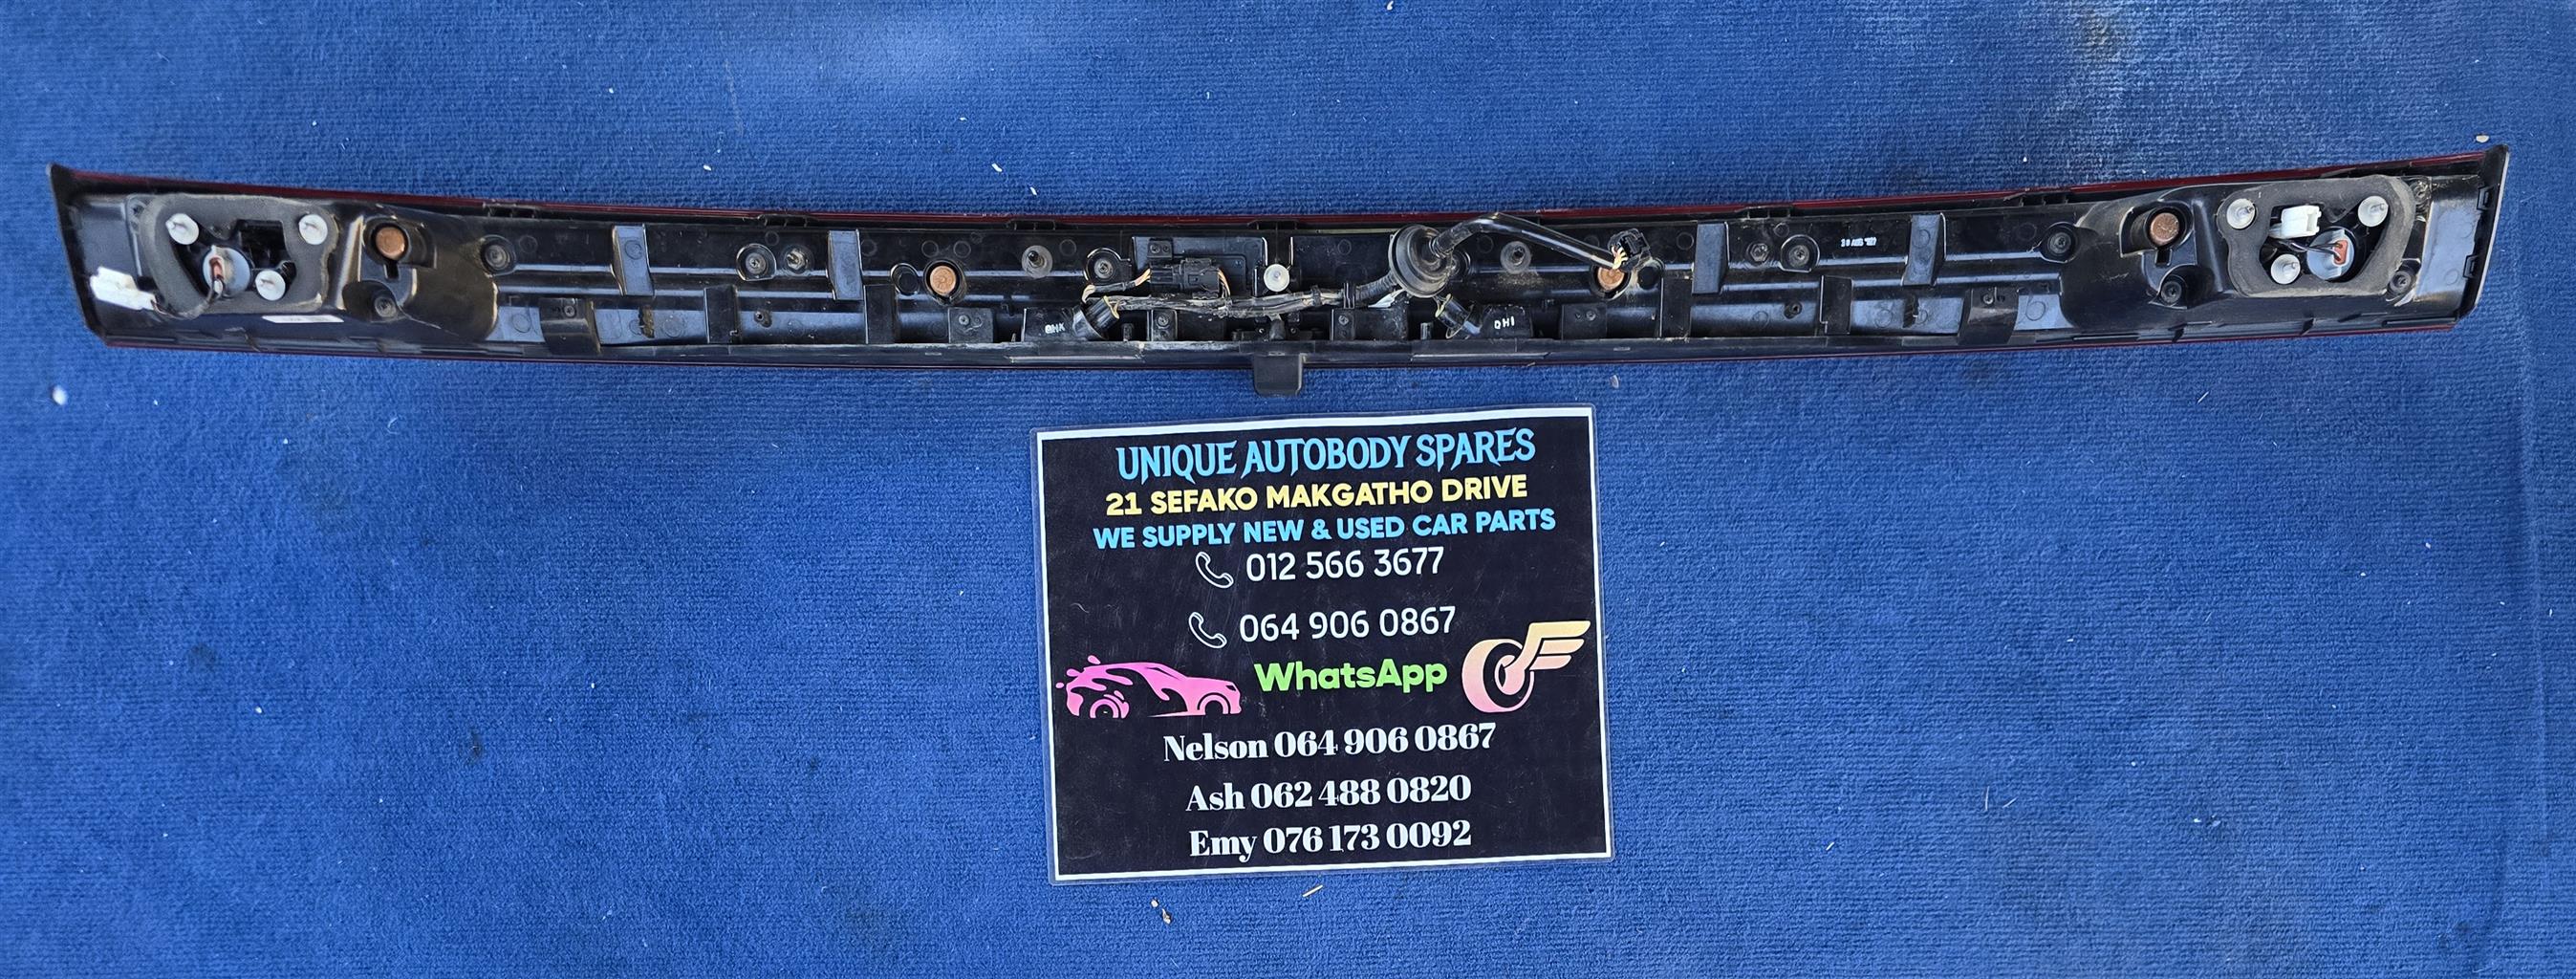 UNIQUE AUTOBODY SPARES
21 SEFAKO MAKGATHO DRIVE
WE SUPPLY NEW & USED CAR PARTS
012 566 3677
064 906 0867
WhatsApp
Nelson 064 906 0867
Ash 062 488 0820
Emy 076 173 0092